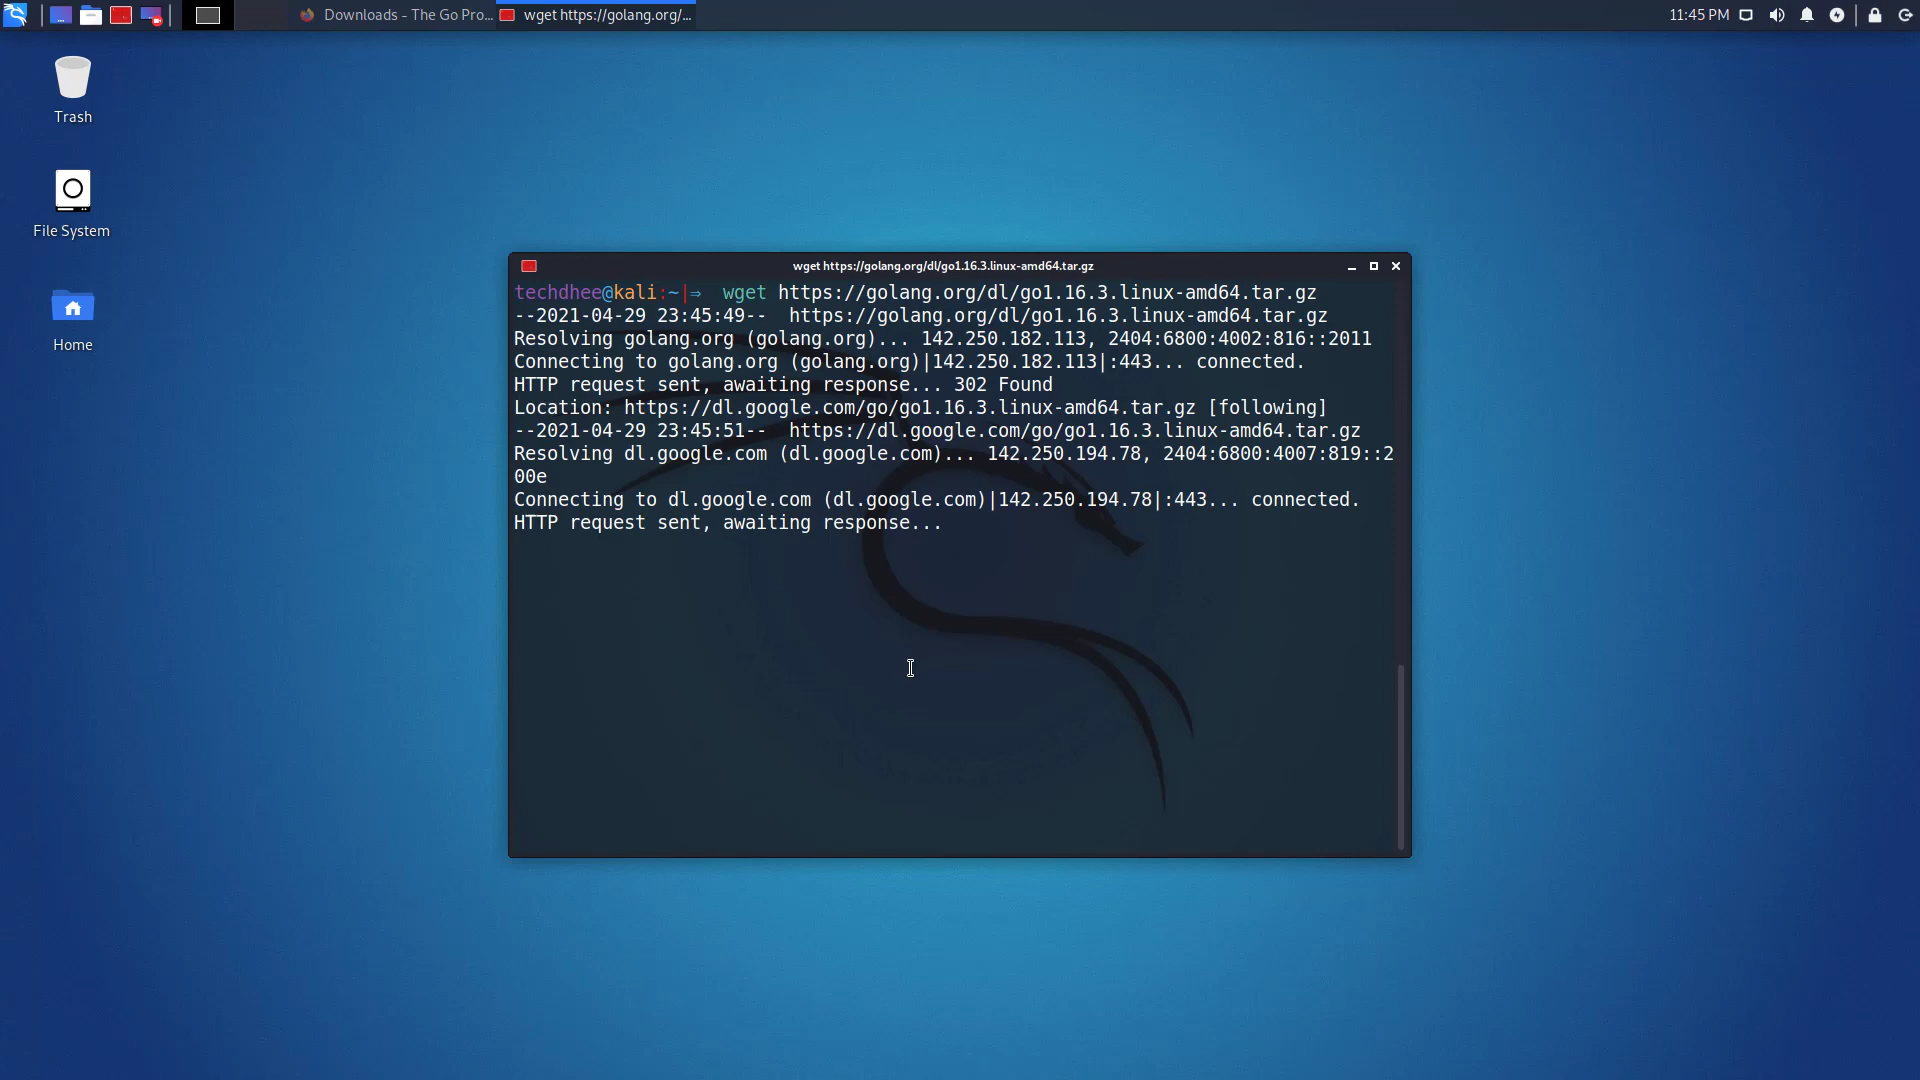 Downloads - The Go Pro...
wget https://golang.org/...
11:45 PM
Trash
File System
Home
wget https://golang.org/dl/go1.16.3.linux-amd64.tar.gz
techdhee@kali:~|⇒  wget https://golang.org/dl/go1.16.3.linux-amd64.tar.gz
--2021-04-29 23:45:49--  https://golang.org/dl/go1.16.3.linux-amd64.tar.gz
Resolving golang.org (golang.org)... 142.250.182.113, 2404:6800:4002:816::2011
Connecting to golang.org (golang.org)|142.250.182.113|:443... connected.
HTTP request sent, awaiting response... 302 Found
Location: https://dl.google.com/go/go1.16.3.linux-amd64.tar.gz [following]
--2021-04-29 23:45:51--  https://dl.google.com/go/go1.16.3.linux-amd64.tar.gz
Resolving dl.google.com (dl.google.com)... 142.250.194.78, 2404:6800:4007:819::2
00e
Connecting to dl.google.com (dl.google.com)|142.250.194.78|:443... connected.
HTTP request sent, awaiting response...